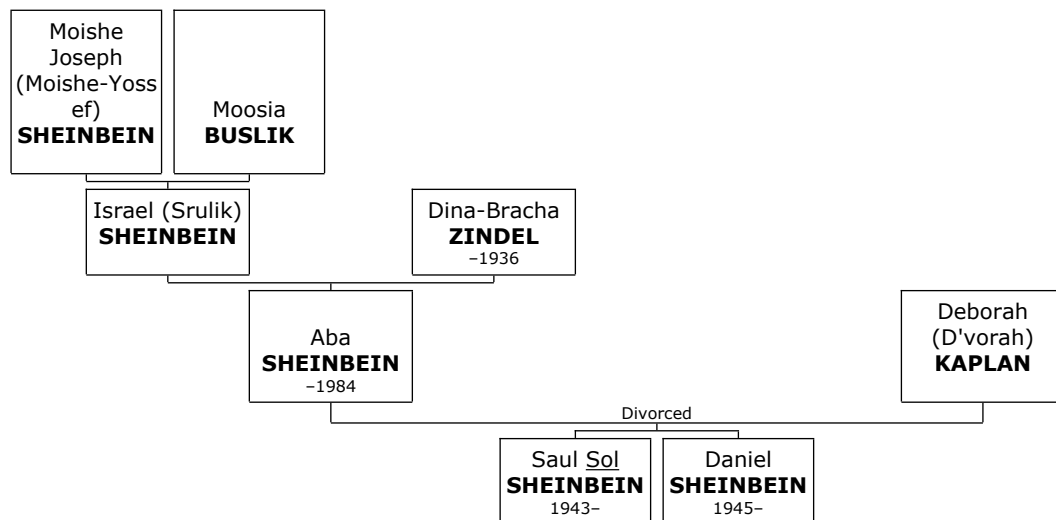 Moishe
Joseph
(Moishe-Yoss
ef)
SHEINBEIN
Moosia
BUSLIK
Israel (Srulik)
SHEINBEIN
Dina-Bracha
ZINDEL
–1936
Aba
SHEINBEIN
–1984
Deborah
(D'vorah)
KAPLAN
Divorced
Saul Sol
SHEINBEIN
1943–
Daniel
SHEINBEIN
1945–